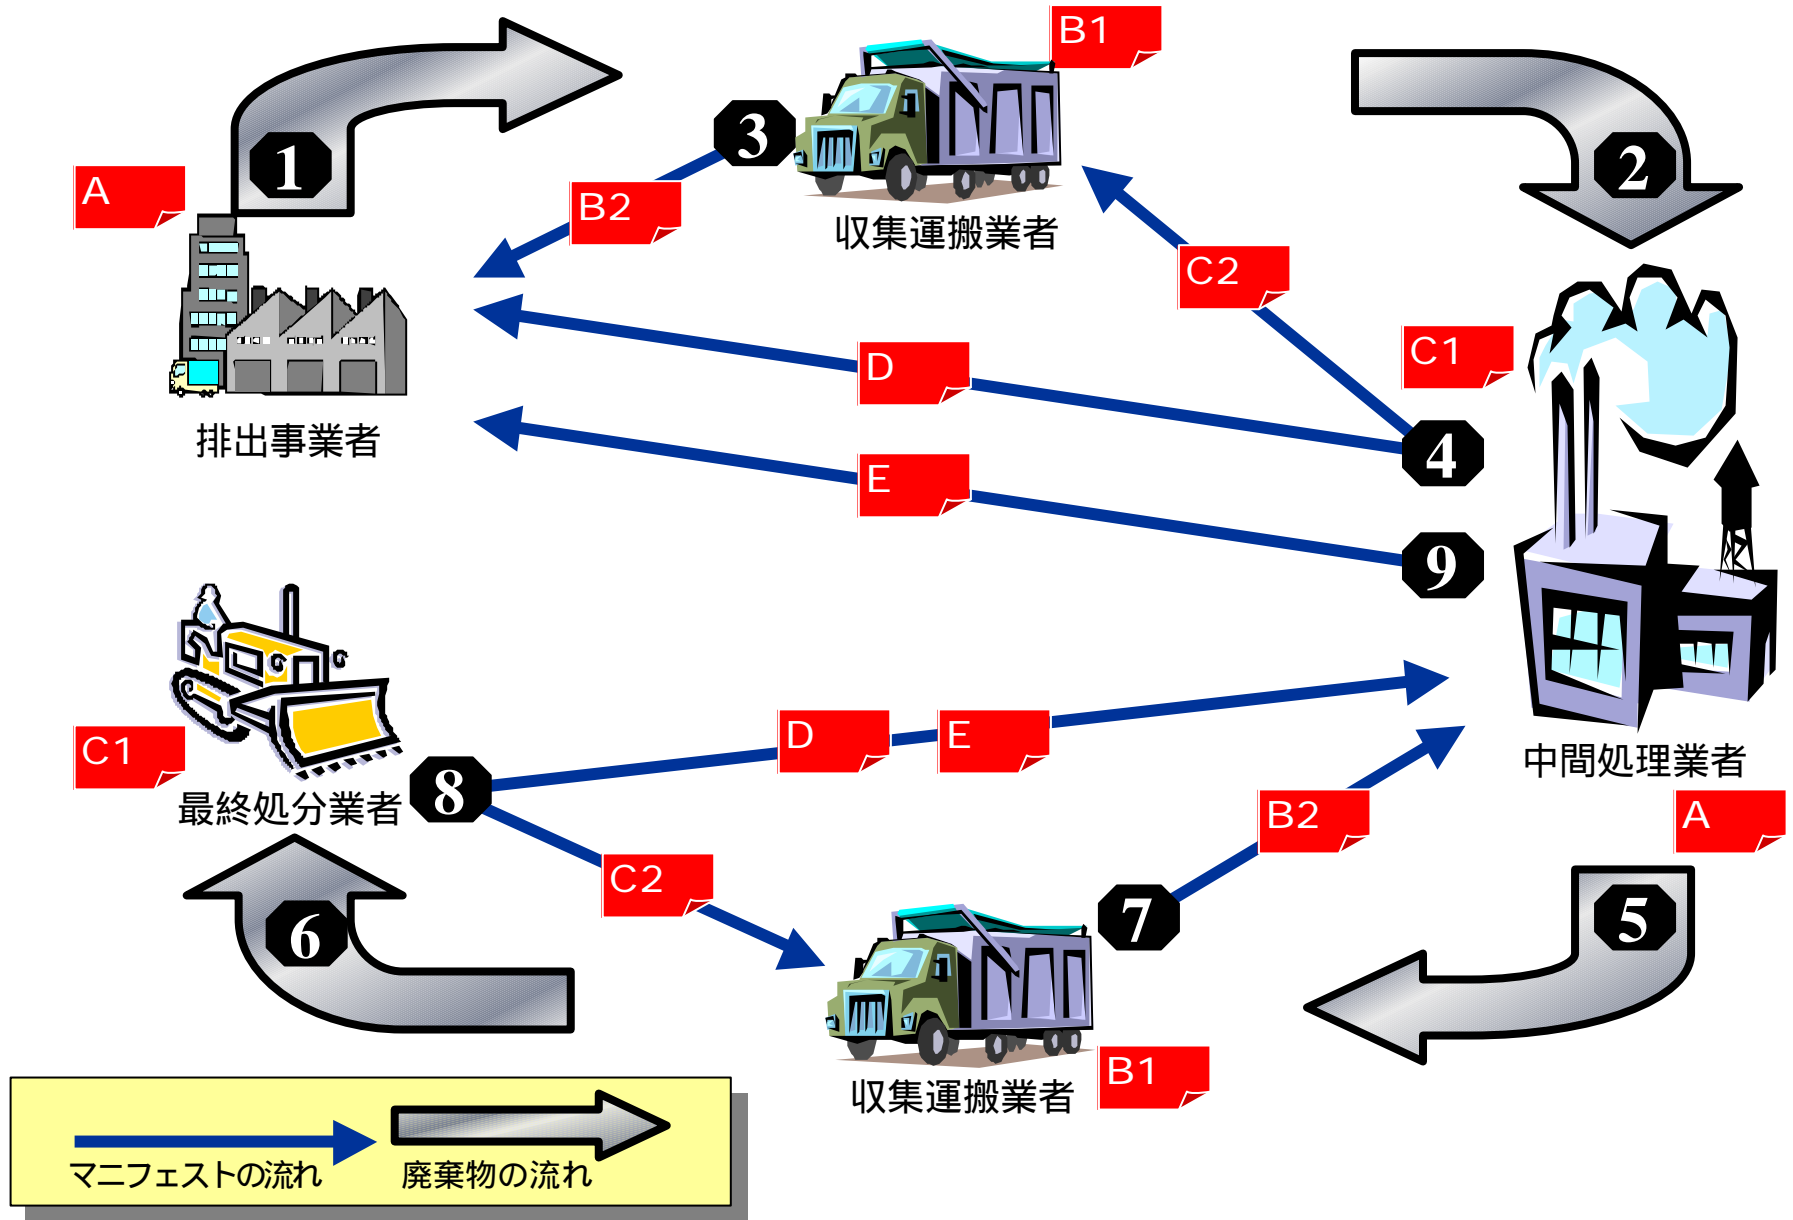 B1
1
3
2
A
B2
収集運搬業者
C2
C1
D
排出事業者
4
E
9
D
E
C1
中間処理業者
最終処分業者
8
B2
A
C2
7
5
6
収集運搬業者
B1
マニフェストの流れ
廃棄物の流れ